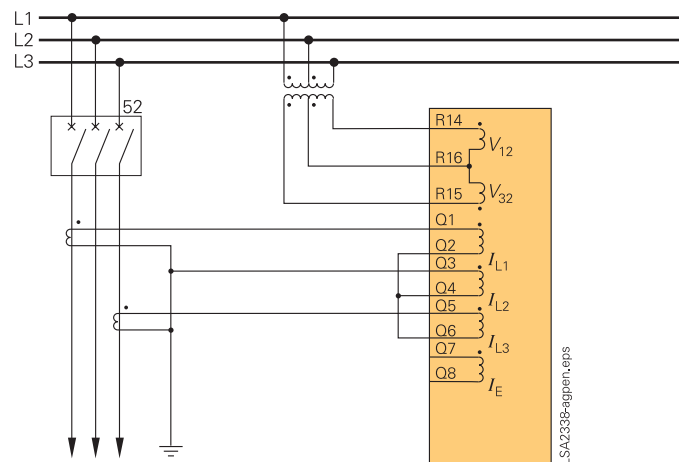 L1
L2
L3
52
R14
V12
R16
R15
V32
Q1
Q2
IL1
Q3
Q4
IL2
Q5
Q6
IL3
Q7
Q8
IE
LSA2338-agpen.eps